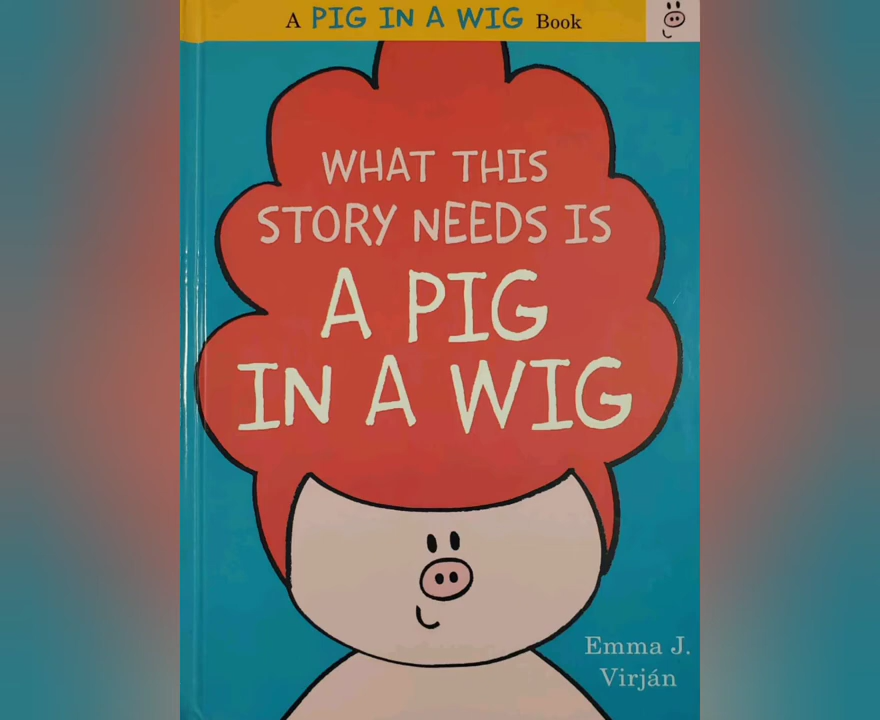 A PIG IN A WIG Book
WHAT THIS
STORY NEEDS IS
A PIG
IN A WIG
Emma J.
Virján